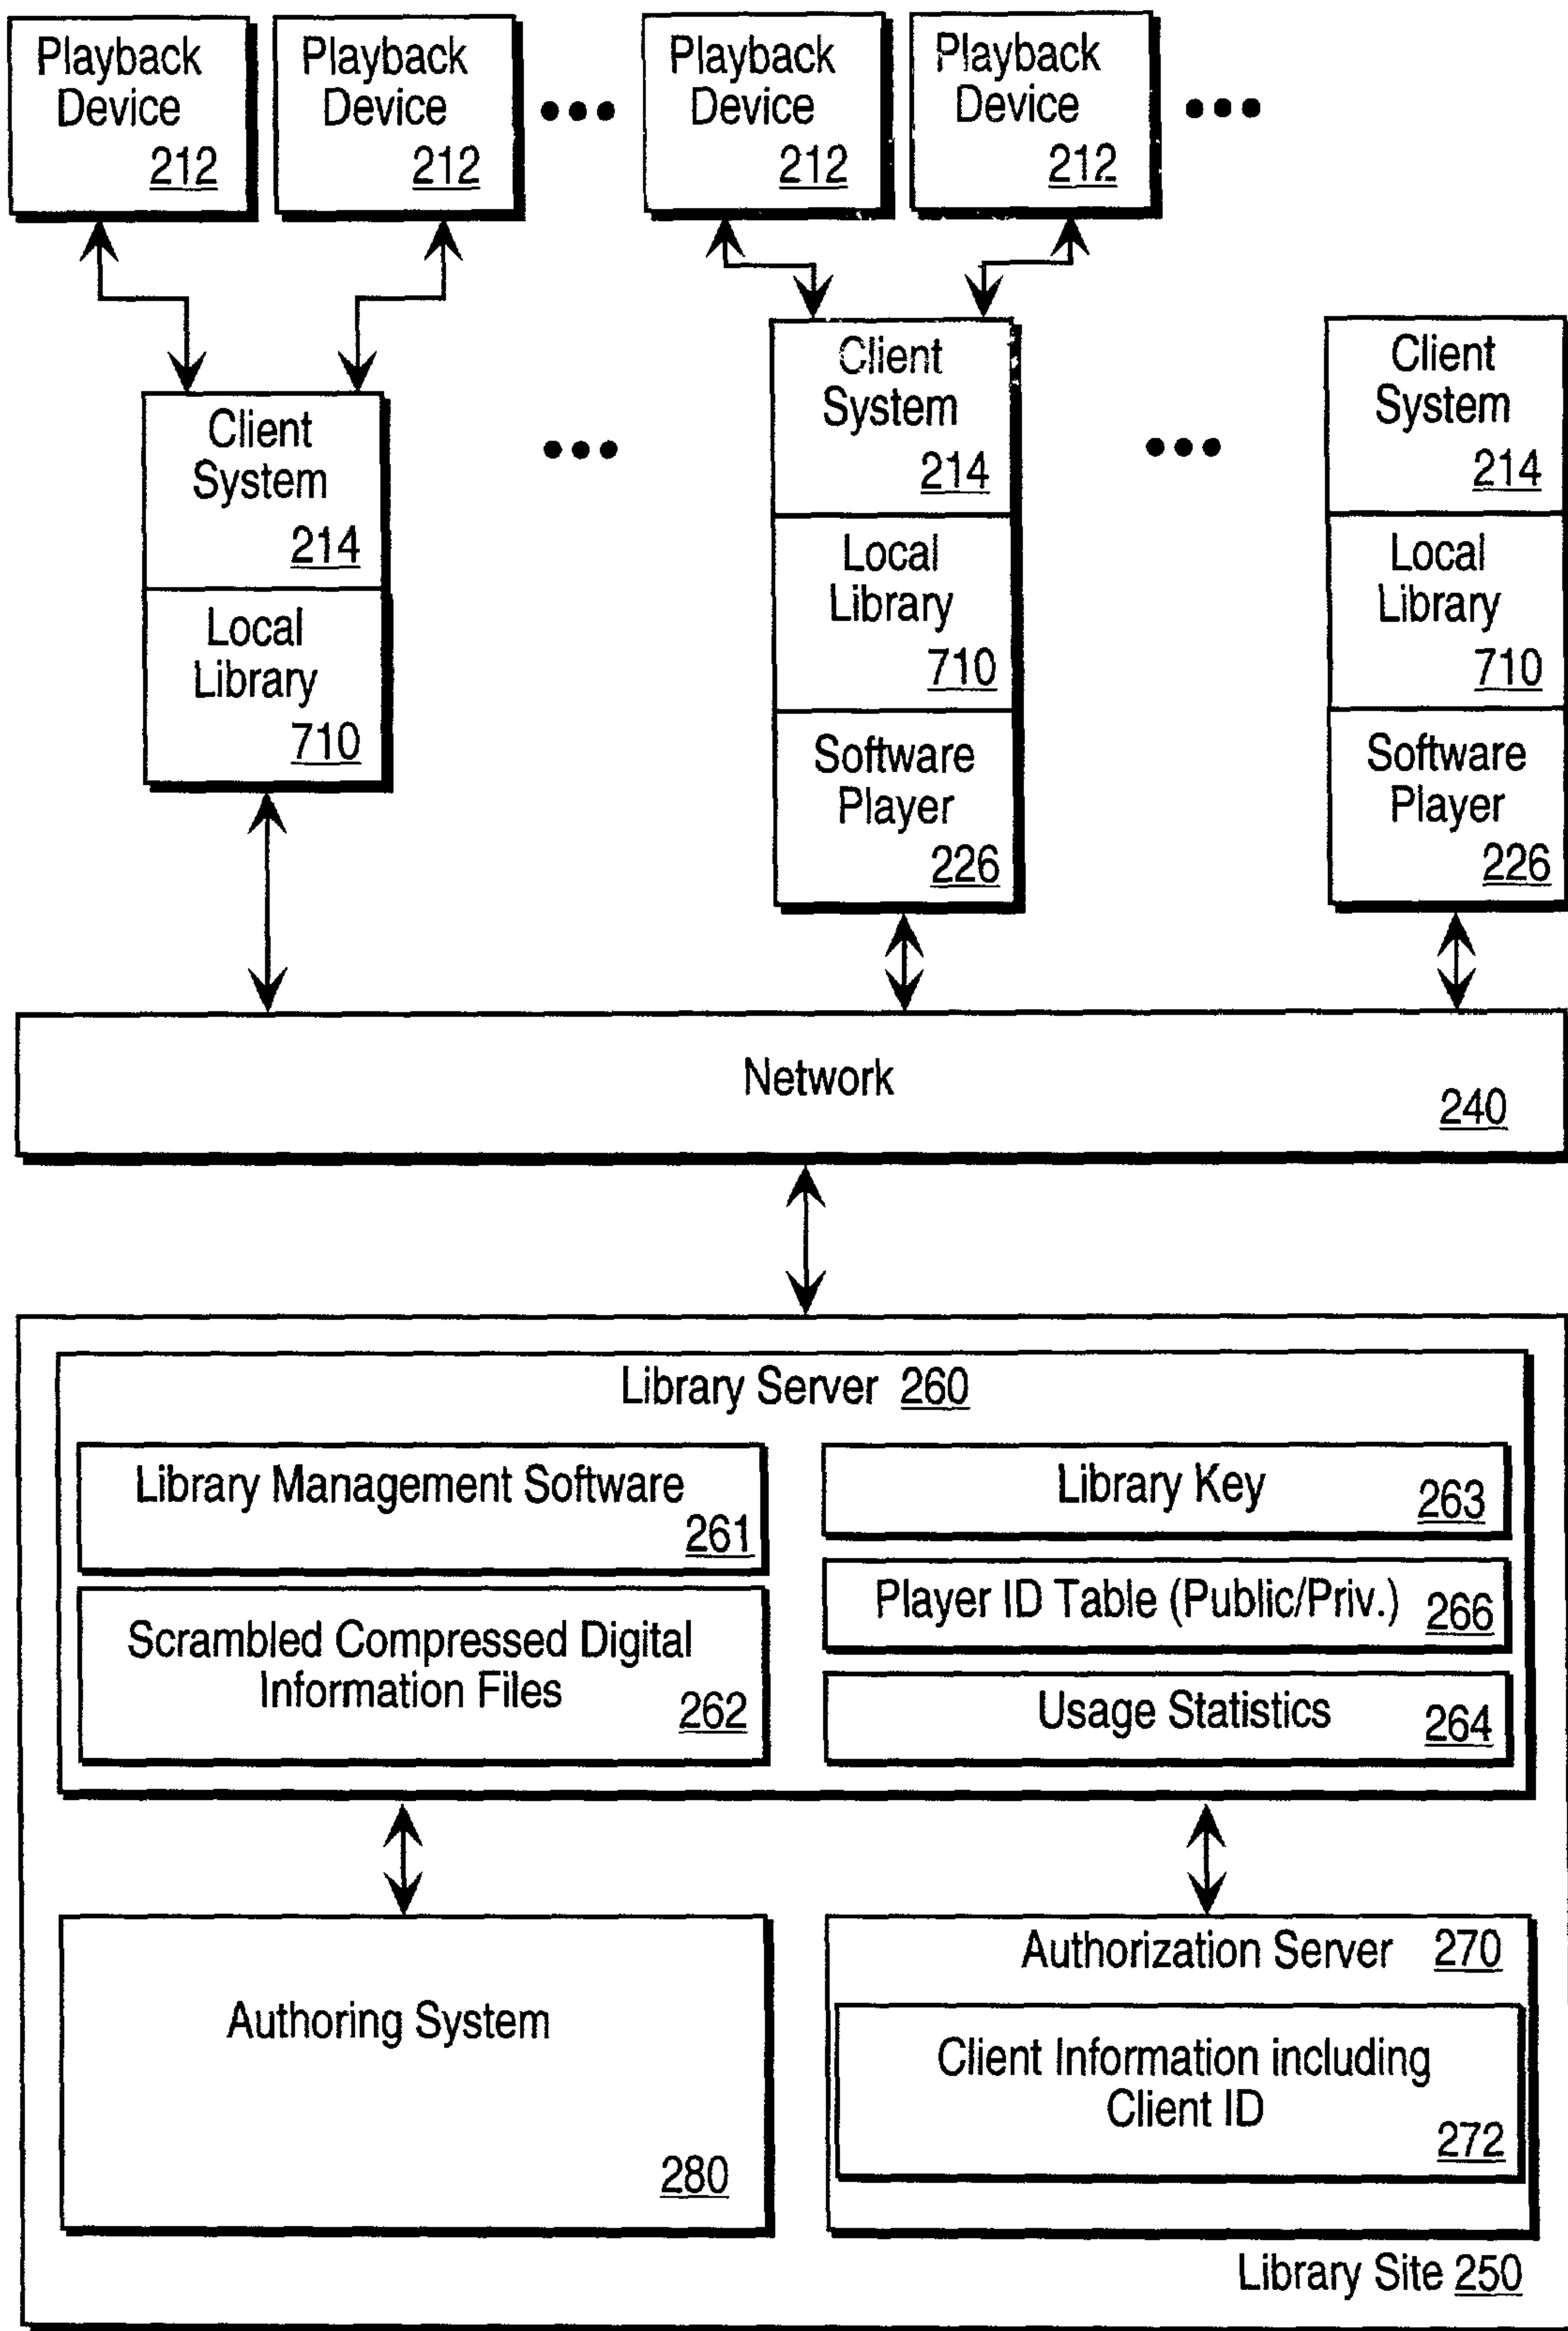 Playback
Device
212
Playback
Device
212
Playback
Device
212
Playback
Device
212
Client
System
214
Local
Library
710
Client
System
214
Local
Library
710
Software
Player
226
Client
System
214
Local
Library
710
Software
Player
226
Network
240
Library Server 260
Library Management Software
261
Scrambled Compressed Digital
Information Files
262
Library Key
263
Player ID Table (Public/Priv.)
266
Usage Statistics
264
Authoring System
280
Authorization Server 270
Client Information including
Client ID
272
Library Site 250